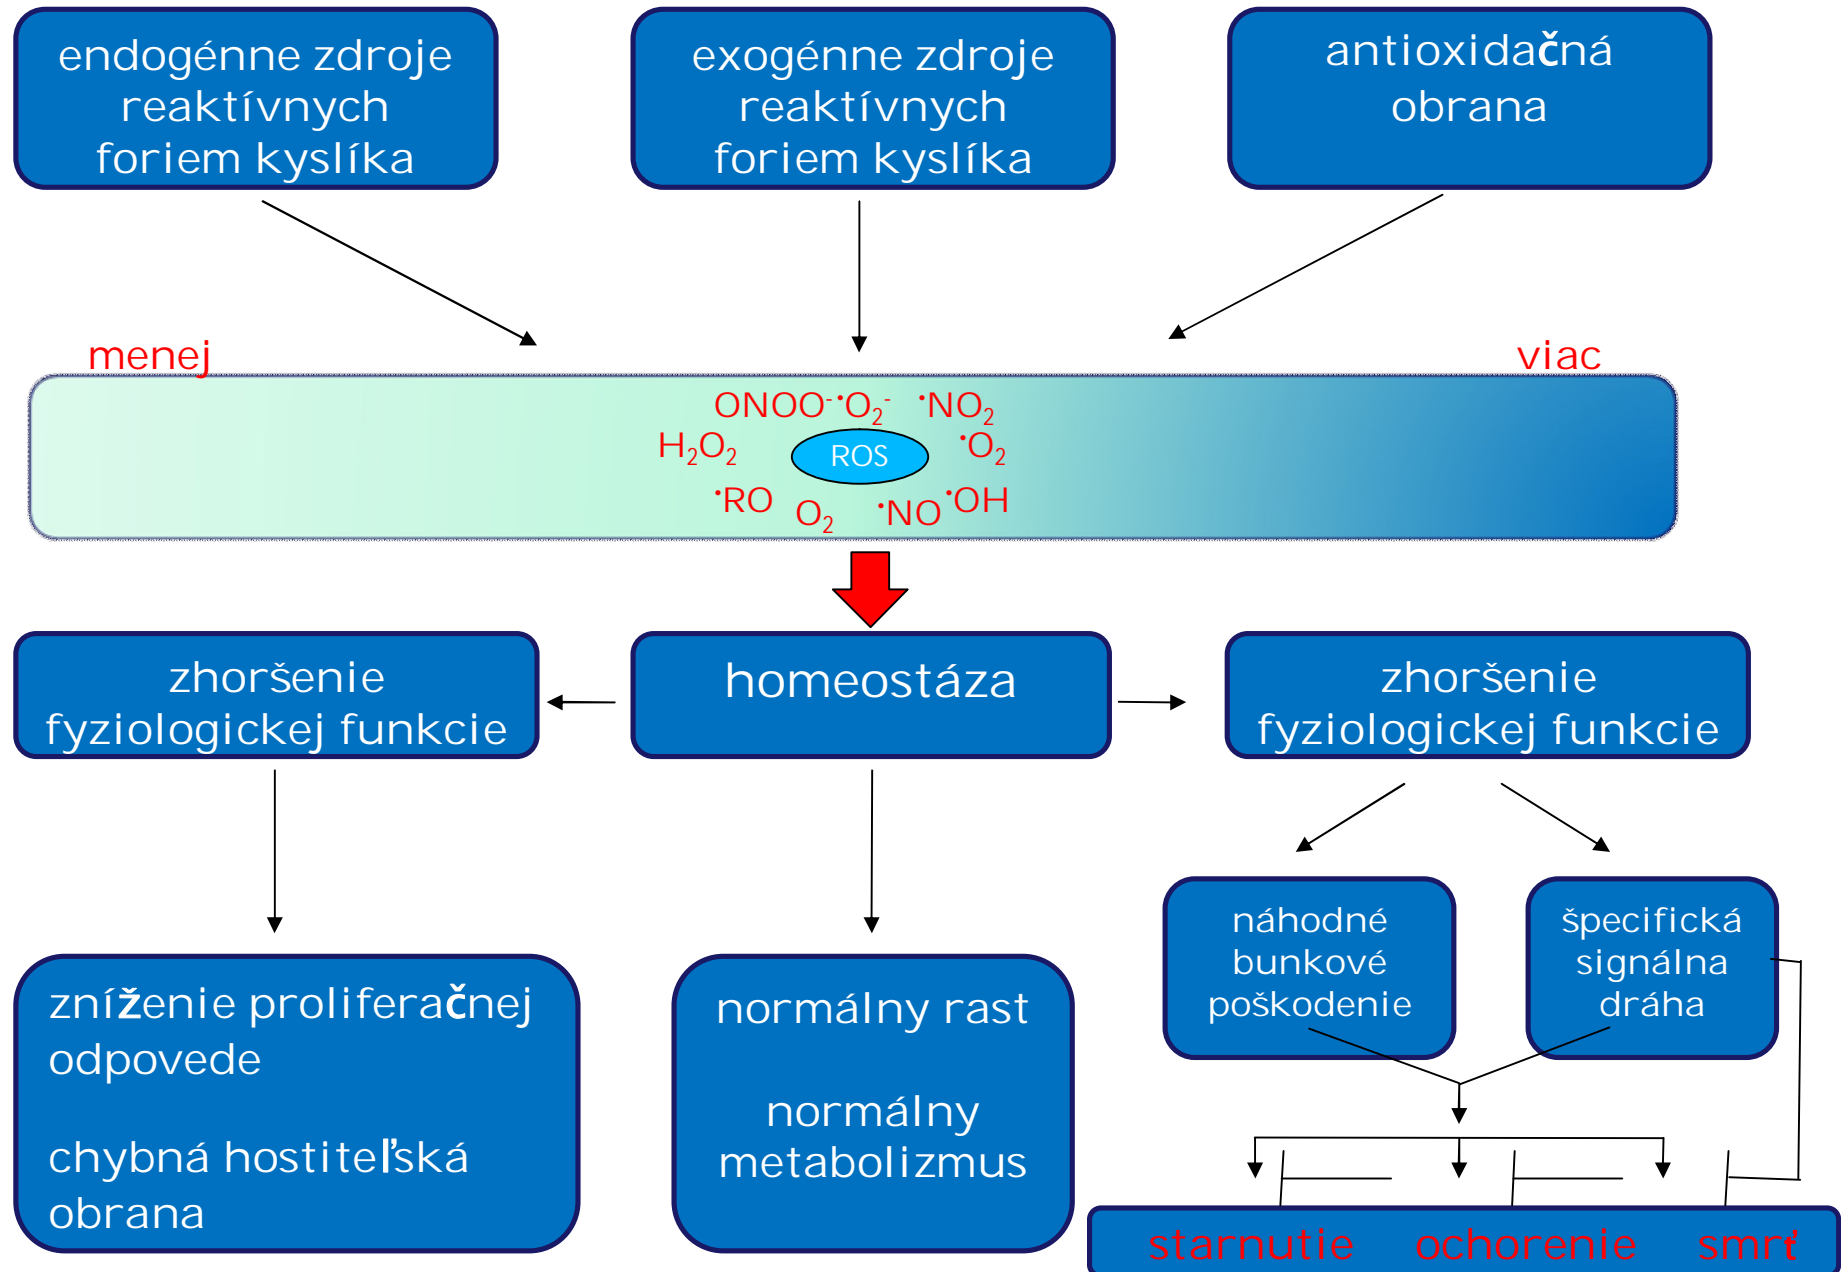 endogénne zdroje
reaktívnych
foriem kyslíka
exogénne zdroje
reaktívnych
foriem kyslíka
antioxidačná
obrana
menej
viac
ONOO⁻ •O₂⁻ •NO₂
H₂O₂ ROS •O₂
•RO O₂ •NO •OH
zhoršenie
fyziologickej funkcie
homeostáza
zhoršenie
fyziologickej funkcie
zníženie proliferačnej
odpovede
chybná hostiteľská
obrana
normálny rast
normálny
metabolizmus
náhodné
bunkové
poškodenie
špecifická
signálna
dráha
starnutie ochorenie smrť